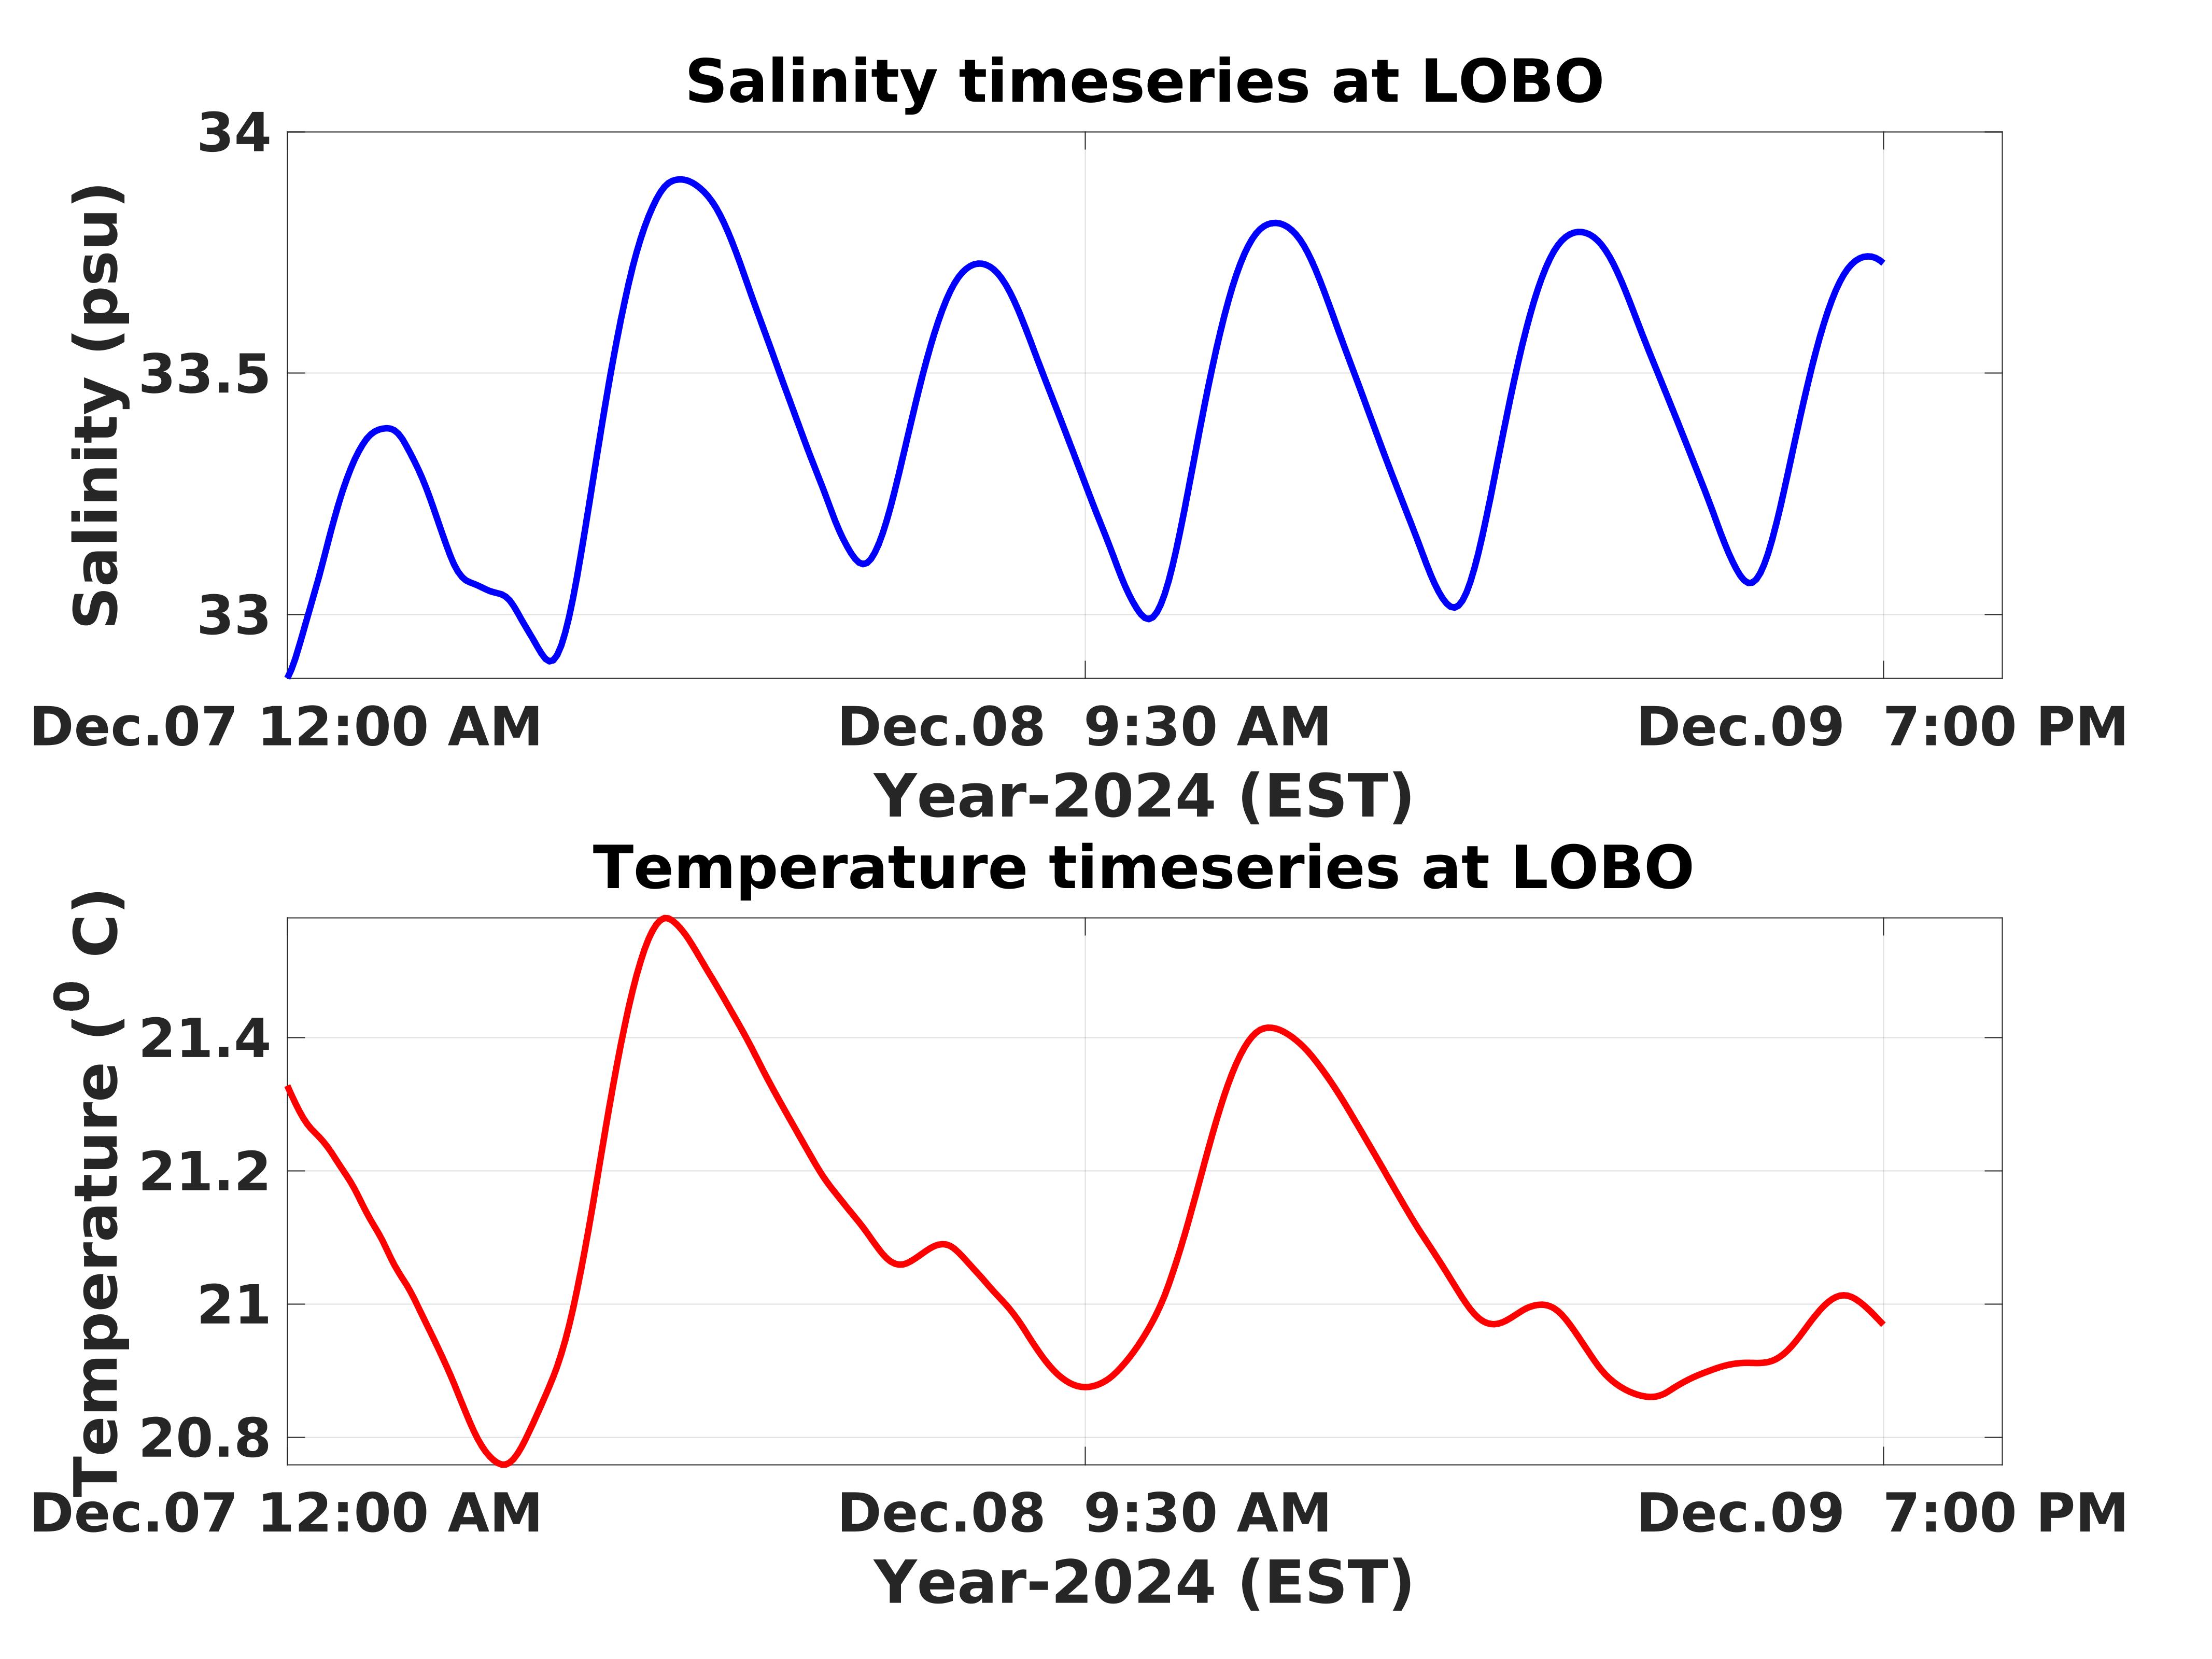 Salinity timeseries at LOBO
Salinity (psu)
34
33.5
33
Dec.07 12:00 AM Dec.08 9:30 AM Dec.09 7:00 PM
Year-2024 (EST)
Temperature timeseries at LOBO
Temperature (⁰ C)
21.4
21.2
21
20.8
Dec.07 12:00 AM Dec.08 9:30 AM Dec.09 7:00 PM
Year-2024 (EST)